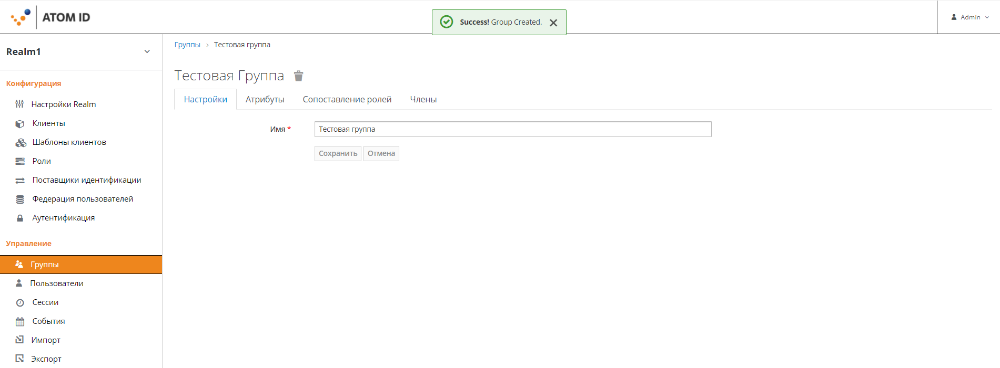 ATOM ID
Success! Group Created.
Admin
Realm1
Группы › Тестовая группа
Тестовая Группа
Настройки Атрибуты Сопоставление ролей Члены
Имя * Тестовая группа
Сохранить Отмена
Конфигурация
Настройки Realm
Клиенты
Шаблоны клиентов
Роли
Поставщики идентификации
Федерация пользователей
Аутентификация
Управление
Группы
Пользователи
Сессии
События
Импорт
Экспорт